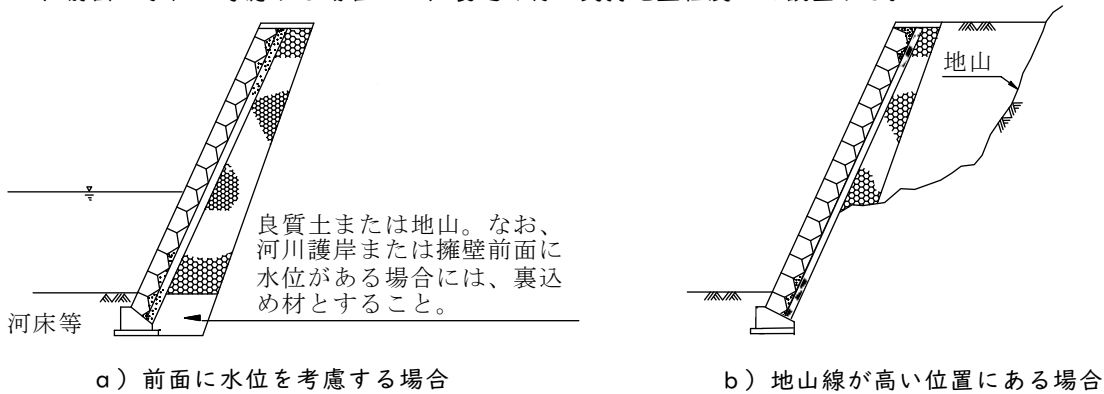 地山
良質土または地山。なお、
河川護岸または擁壁前面に
水位がある場合には、裏込
め材とすること。
河床等
a）前面に水位を考慮する場合
b）地山線が高い位置にある場合